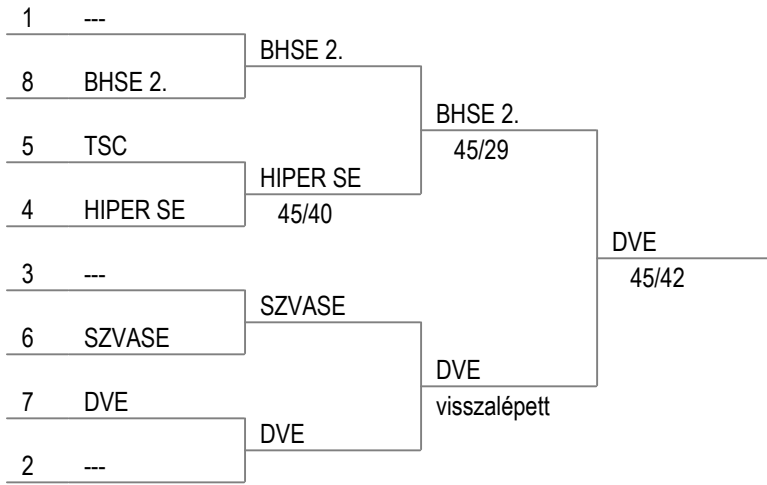 1 ---
BHSE 2.
8 BHSE 2.
BHSE 2.
45/29
5 TSC
HIPER SE
45/40
4 HIPER SE
DVE
45/42
3 ---
SZVASE
6 SZVASE
DVE
visszalépett
7 DVE
DVE
2 ---